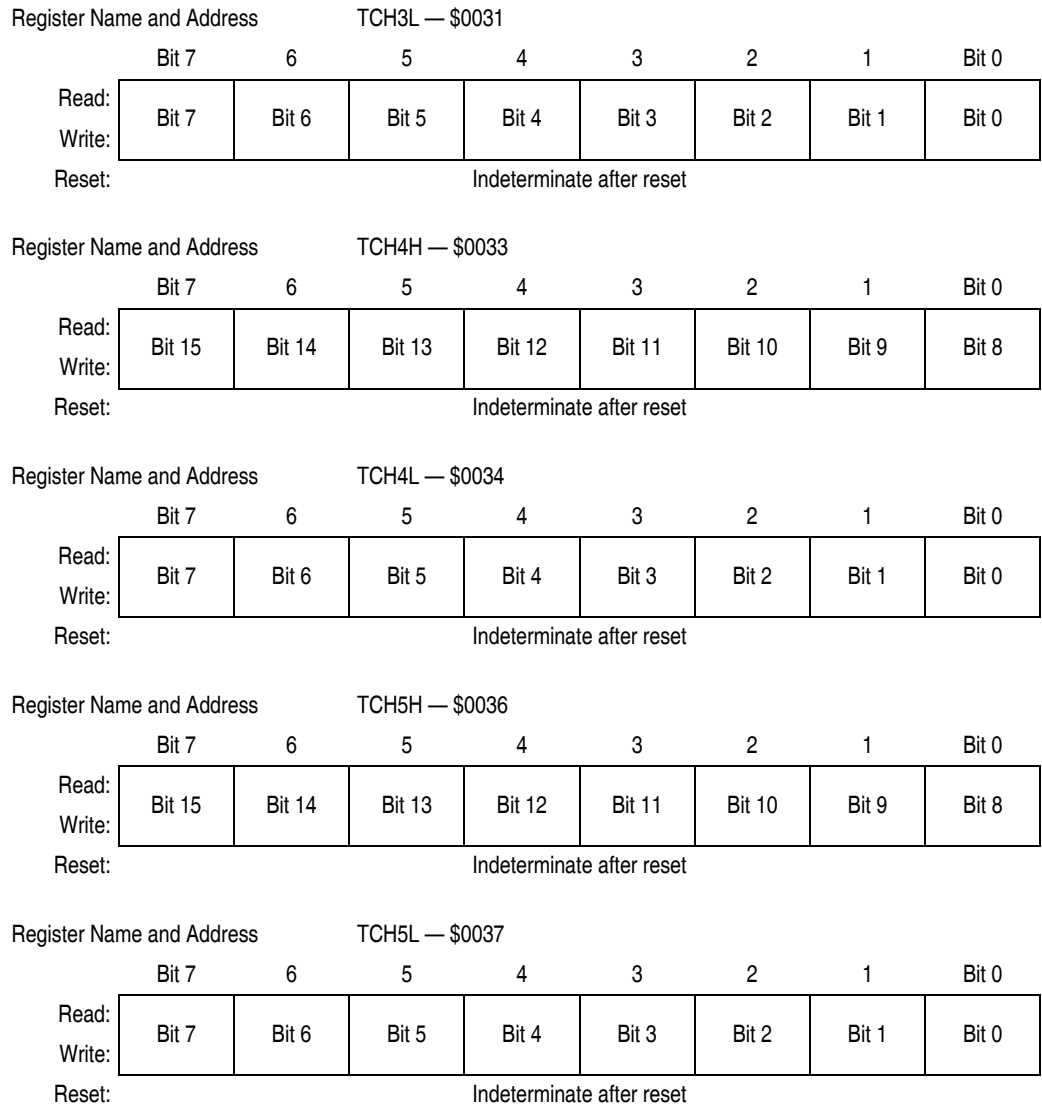 Register Name and Address TCH3L — $0031
Bit 7 6 5 4 3 2 1 Bit 0
Read:
Bit 7 Bit 6 Bit 5 Bit 4 Bit 3 Bit 2 Bit 1 Bit 0
Write:
Reset: Indeterminate after reset
Register Name and Address TCH4H — $0033
Bit 7 6 5 4 3 2 1 Bit 0
Read:
Bit 15 Bit 14 Bit 13 Bit 12 Bit 11 Bit 10 Bit 9 Bit 8
Write:
Reset: Indeterminate after reset
Register Name and Address TCH4L — $0034
Bit 7 6 5 4 3 2 1 Bit 0
Read:
Bit 7 Bit 6 Bit 5 Bit 4 Bit 3 Bit 2 Bit 1 Bit 0
Write:
Reset: Indeterminate after reset
Register Name and Address TCH5H — $0036
Bit 7 6 5 4 3 2 1 Bit 0
Read:
Bit 15 Bit 14 Bit 13 Bit 12 Bit 11 Bit 10 Bit 9 Bit 8
Write:
Reset: Indeterminate after reset
Register Name and Address TCH5L — $0037
Bit 7 6 5 4 3 2 1 Bit 0
Read:
Bit 7 Bit 6 Bit 5 Bit 4 Bit 3 Bit 2 Bit 1 Bit 0
Write:
Reset: Indeterminate after reset